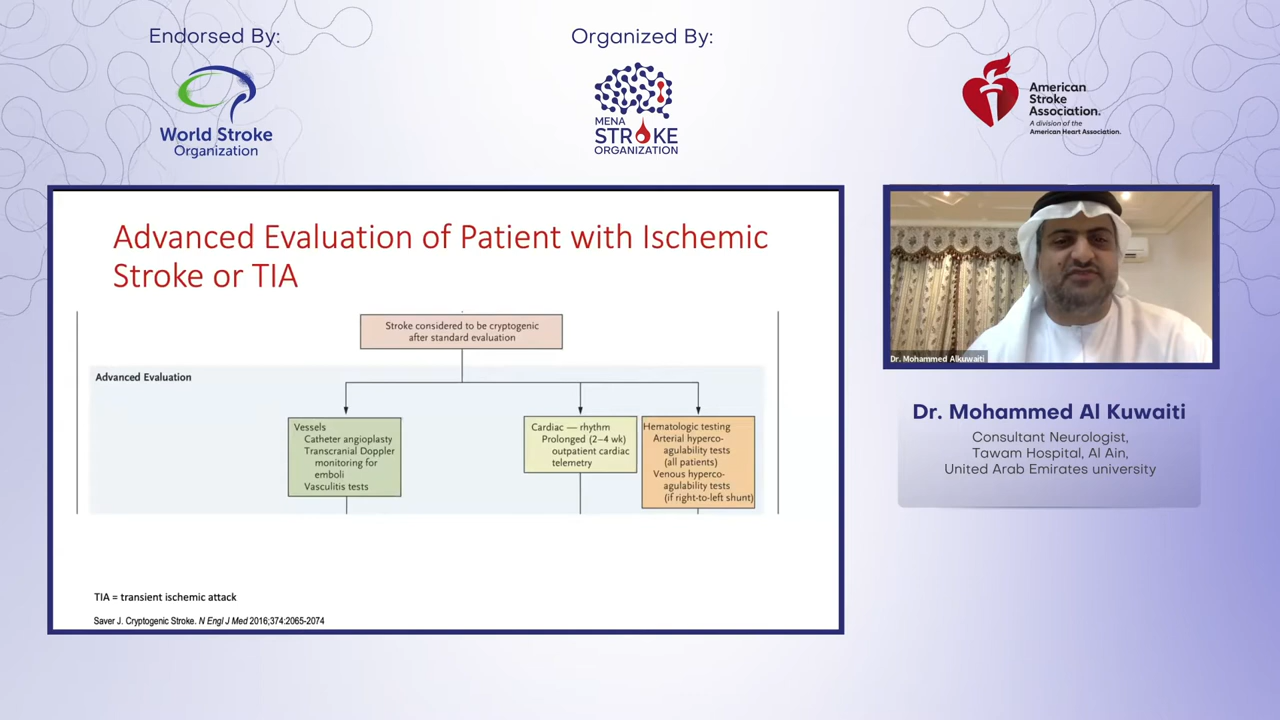 Endorsed By:
World Stroke
Organization
Organized By:
MENA
STROKE
ORGANIZATION
American
Stroke
Association.
A division of the
American Heart Association.
Advanced Evaluation of Patient with Ischemic
Stroke or TIA
Stroke considered to be cryptogenic
after standard evaluation
Advanced Evaluation
Vessels
Catheter angioplasty
Transcranial Doppler
monitoring for
emboli
Vasculitis tests
Cardiac — rhythm
Prolonged (2–4 wk)
outpatient cardiac
telemetry
Hematologic testing
Arterial hyperco-
agulability tests
(all patients)
Venous hyperco-
agulability tests
(if right-to-left shunt)
TIA = transient ischemic attack
Saver J. Cryptogenic Stroke. N Engl J Med 2016;374:2065-2074
Dr. Mohammed Alkuwaiti
Dr. Mohammed Al Kuwaiti
Consultant Neurologist,
Tawam Hospital, Al Ain,
United Arab Emirates university